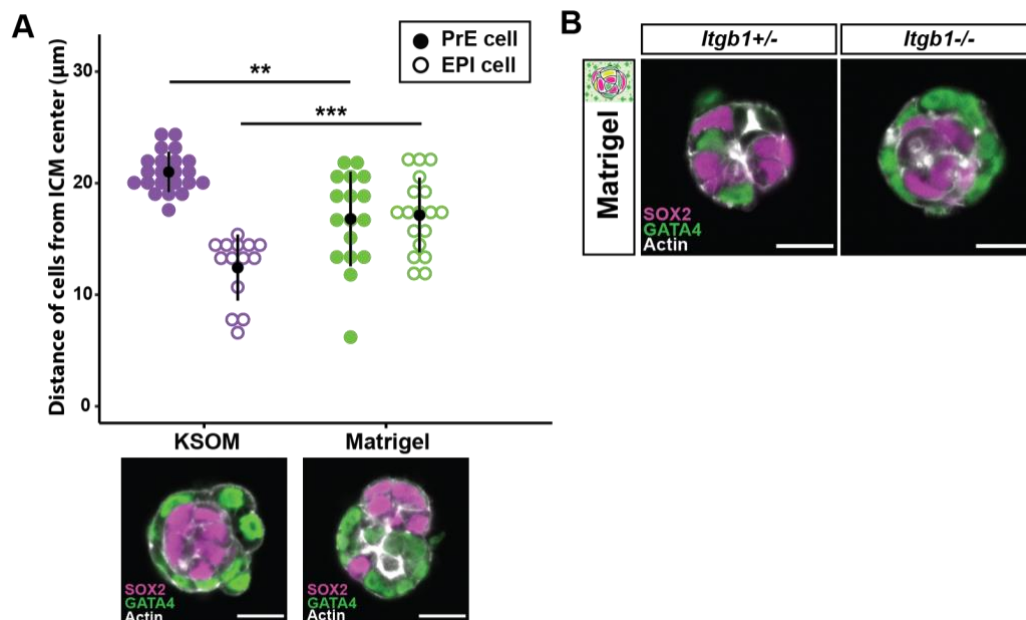 A
Distance of cells from ICM center (μm)
30
20
10
0
PrE cell
EPI cell
**
***
KSOM
Matrigel
SOX2
GATA4
Actin
SOX2
GATA4
Actin
B
Itgb1+/-
Itgb1-/-
Matrigel
SOX2
GATA4
Actin